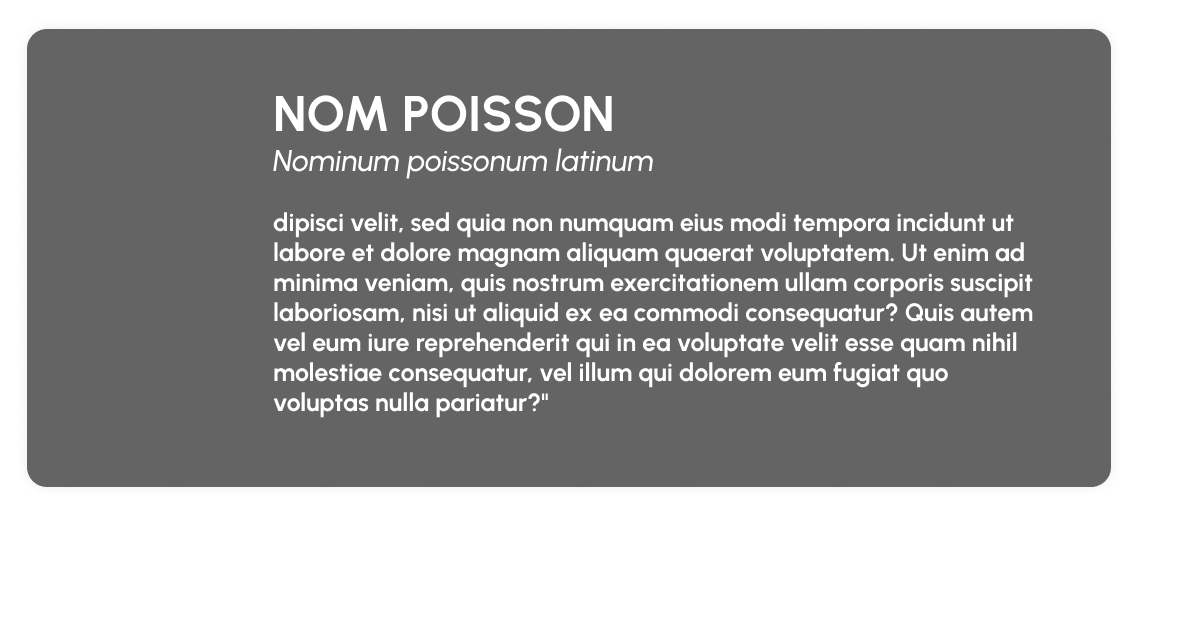 NOM POISSON
Nominum poissonum latinum
dipisci velit, sed quia non numquam eius modi tempora incidunt ut
labore et dolore magnam aliquam quaerat voluptatem. Ut enim ad
minima veniam, quis nostrum exercitationem ullam corporis suscipit
laboriosam, nisi ut aliquid ex ea commodi consequatur? Quis autem
vel eum iure reprehenderit qui in ea voluptate velit esse quam nihil
molestiae consequatur, vel illum qui dolorem eum fugiat quo
voluptas nulla pariatur?"